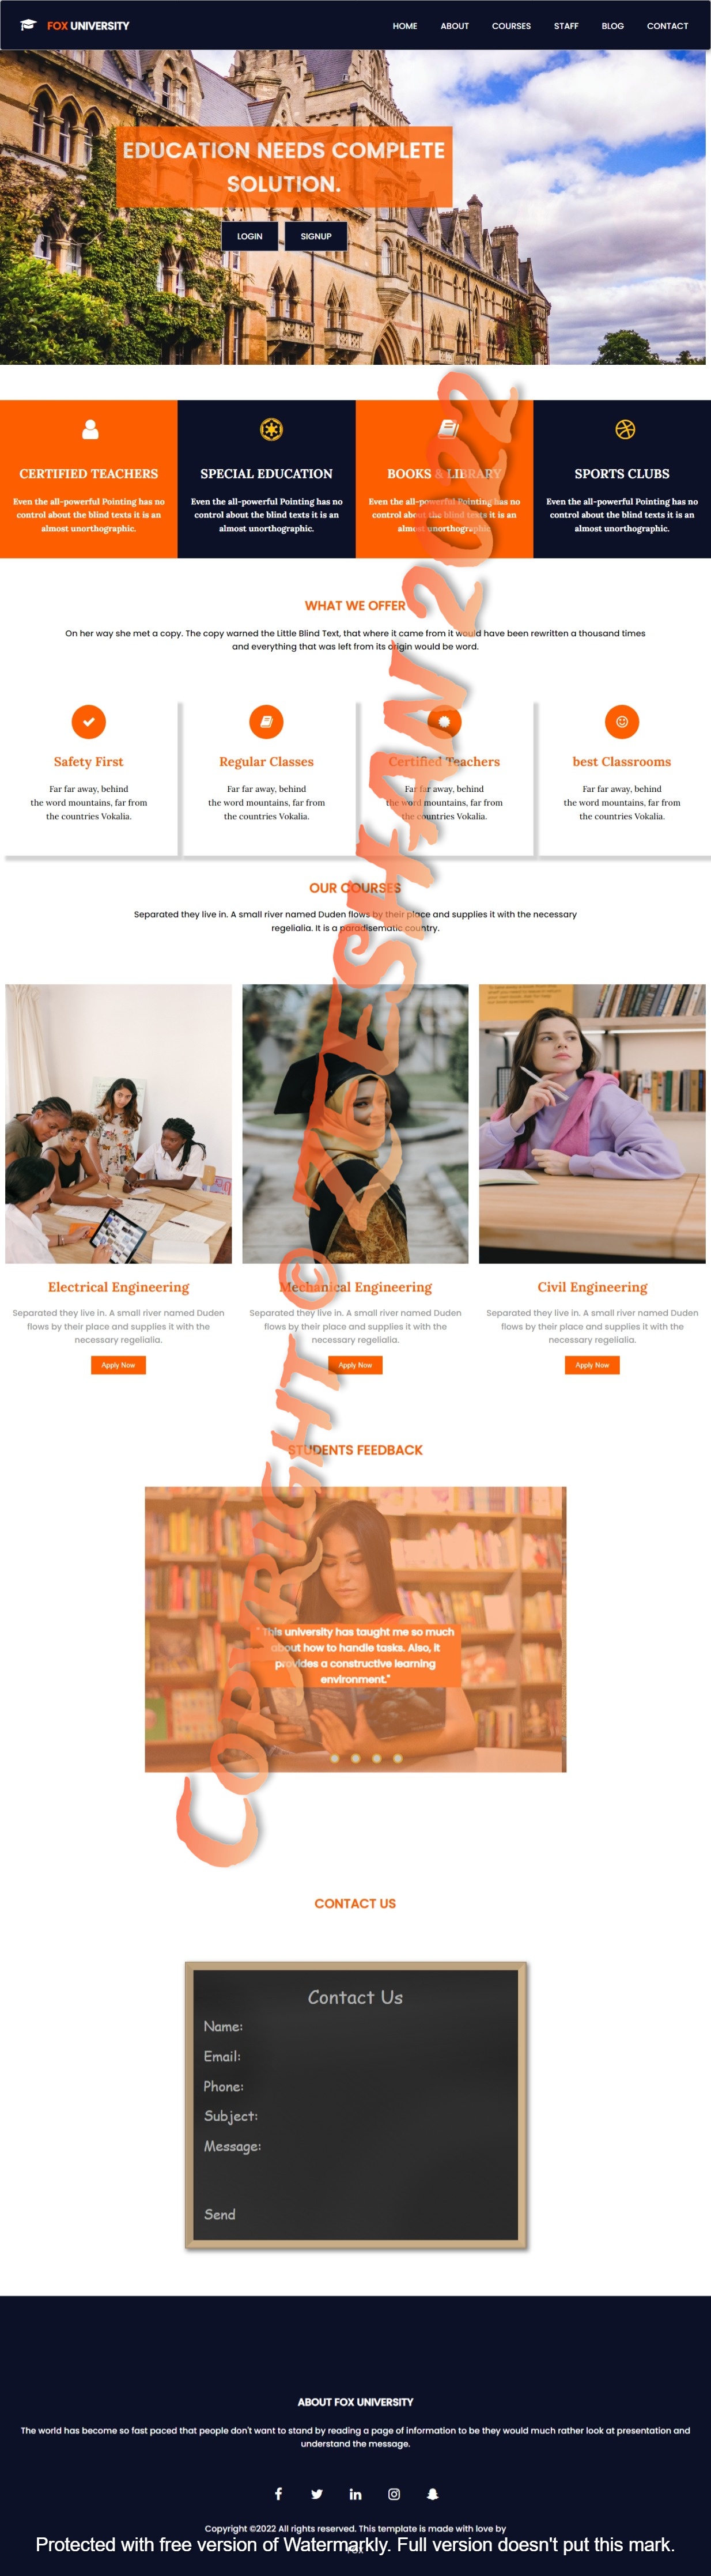 FOX UNIVERSITY
HOME ABOUT COURSES STAFF BLOG CONTACT
EDUCATION NEEDS COMPLETE
SOLUTION.
LOGIN SIGNUP
CERTIFIED TEACHERS
Even the all-powerful Pointing has no
control about the blind texts it is an
almost unorthographic.
SPECIAL EDUCATION
Even the all-powerful Pointing has no
control about the blind texts it is an
almost unorthographic.
BOOKS & LIBRARY
Even the all-powerful Pointing has no
control about the blind texts it is an
almost unorthographic.
SPORTS CLUBS
Even the all-powerful Pointing has no
control about the blind texts it is an
almost unorthographic.
WHAT WE OFFER
On her way she met a copy. The copy warned the Little Blind Text, that where it came from it would have been rewritten a thousand times
and everything that was left from its origin would be word.
Safety First
Far far away, behind
the word mountains, far from
the countries Vokalia.
Regular Classes
Far far away, behind
the word mountains, far from
the countries Vokalia.
Certified Teachers
Far far away, behind
the word mountains, far from
the countries Vokalia.
best Classrooms
Far far away, behind
the word mountains, far from
the countries Vokalia.
OUR COURSES
Separated they live in. A small river named Duden flows by their place and supplies it with the necessary
regelialia. It is a paradisematic country.
Electrical Engineering
Separated they live in. A small river named Duden
flows by their place and supplies it with the
necessary regelialia.
Apply Now
Mechanical Engineering
Separated they live in. A small river named Duden
flows by their place and supplies it with the
necessary regelialia.
Apply Now
Civil Engineering
Separated they live in. A small river named Duden
flows by their place and supplies it with the
necessary regelialia.
Apply Now
STUDENTS FEEDBACK
" This university has taught me so much
about how to handle tasks. Also, it
provides a constructive learning
environment."
CONTACT US
Contact Us
Name:
Email:
Phone:
Subject:
Message:
Send
ABOUT FOX UNIVERSITY
The world has become so fast paced that people don't want to stand by reading a page of information to be they would much rather look at presentation and
understand the message.
Copyright ©2022 All rights reserved. This template is made with love by
Fox
Protected with free version of Watermarkly. Full version doesn't put this mark.
COPYRIGHT © 2022